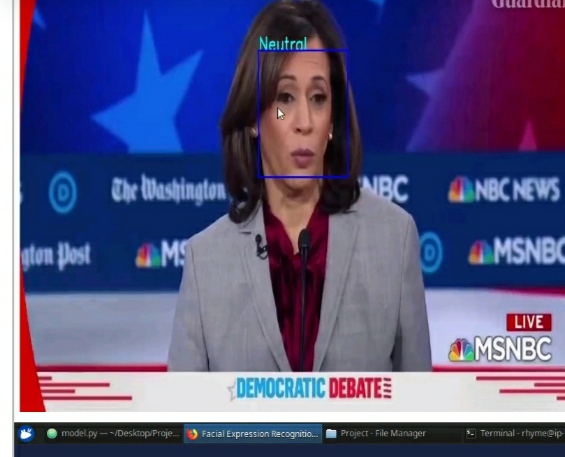 Guardian
Neutral
The Washington
NBC
NBC NEWS
gton Post
MS
MSNBC
LIVE
MSNBC
DEMOCRATIC DEBATE
model.py — ~/Desktop/Proje...
Facial Expression Recognitio...
Project - File Manager
Terminal - rhyme@ip-